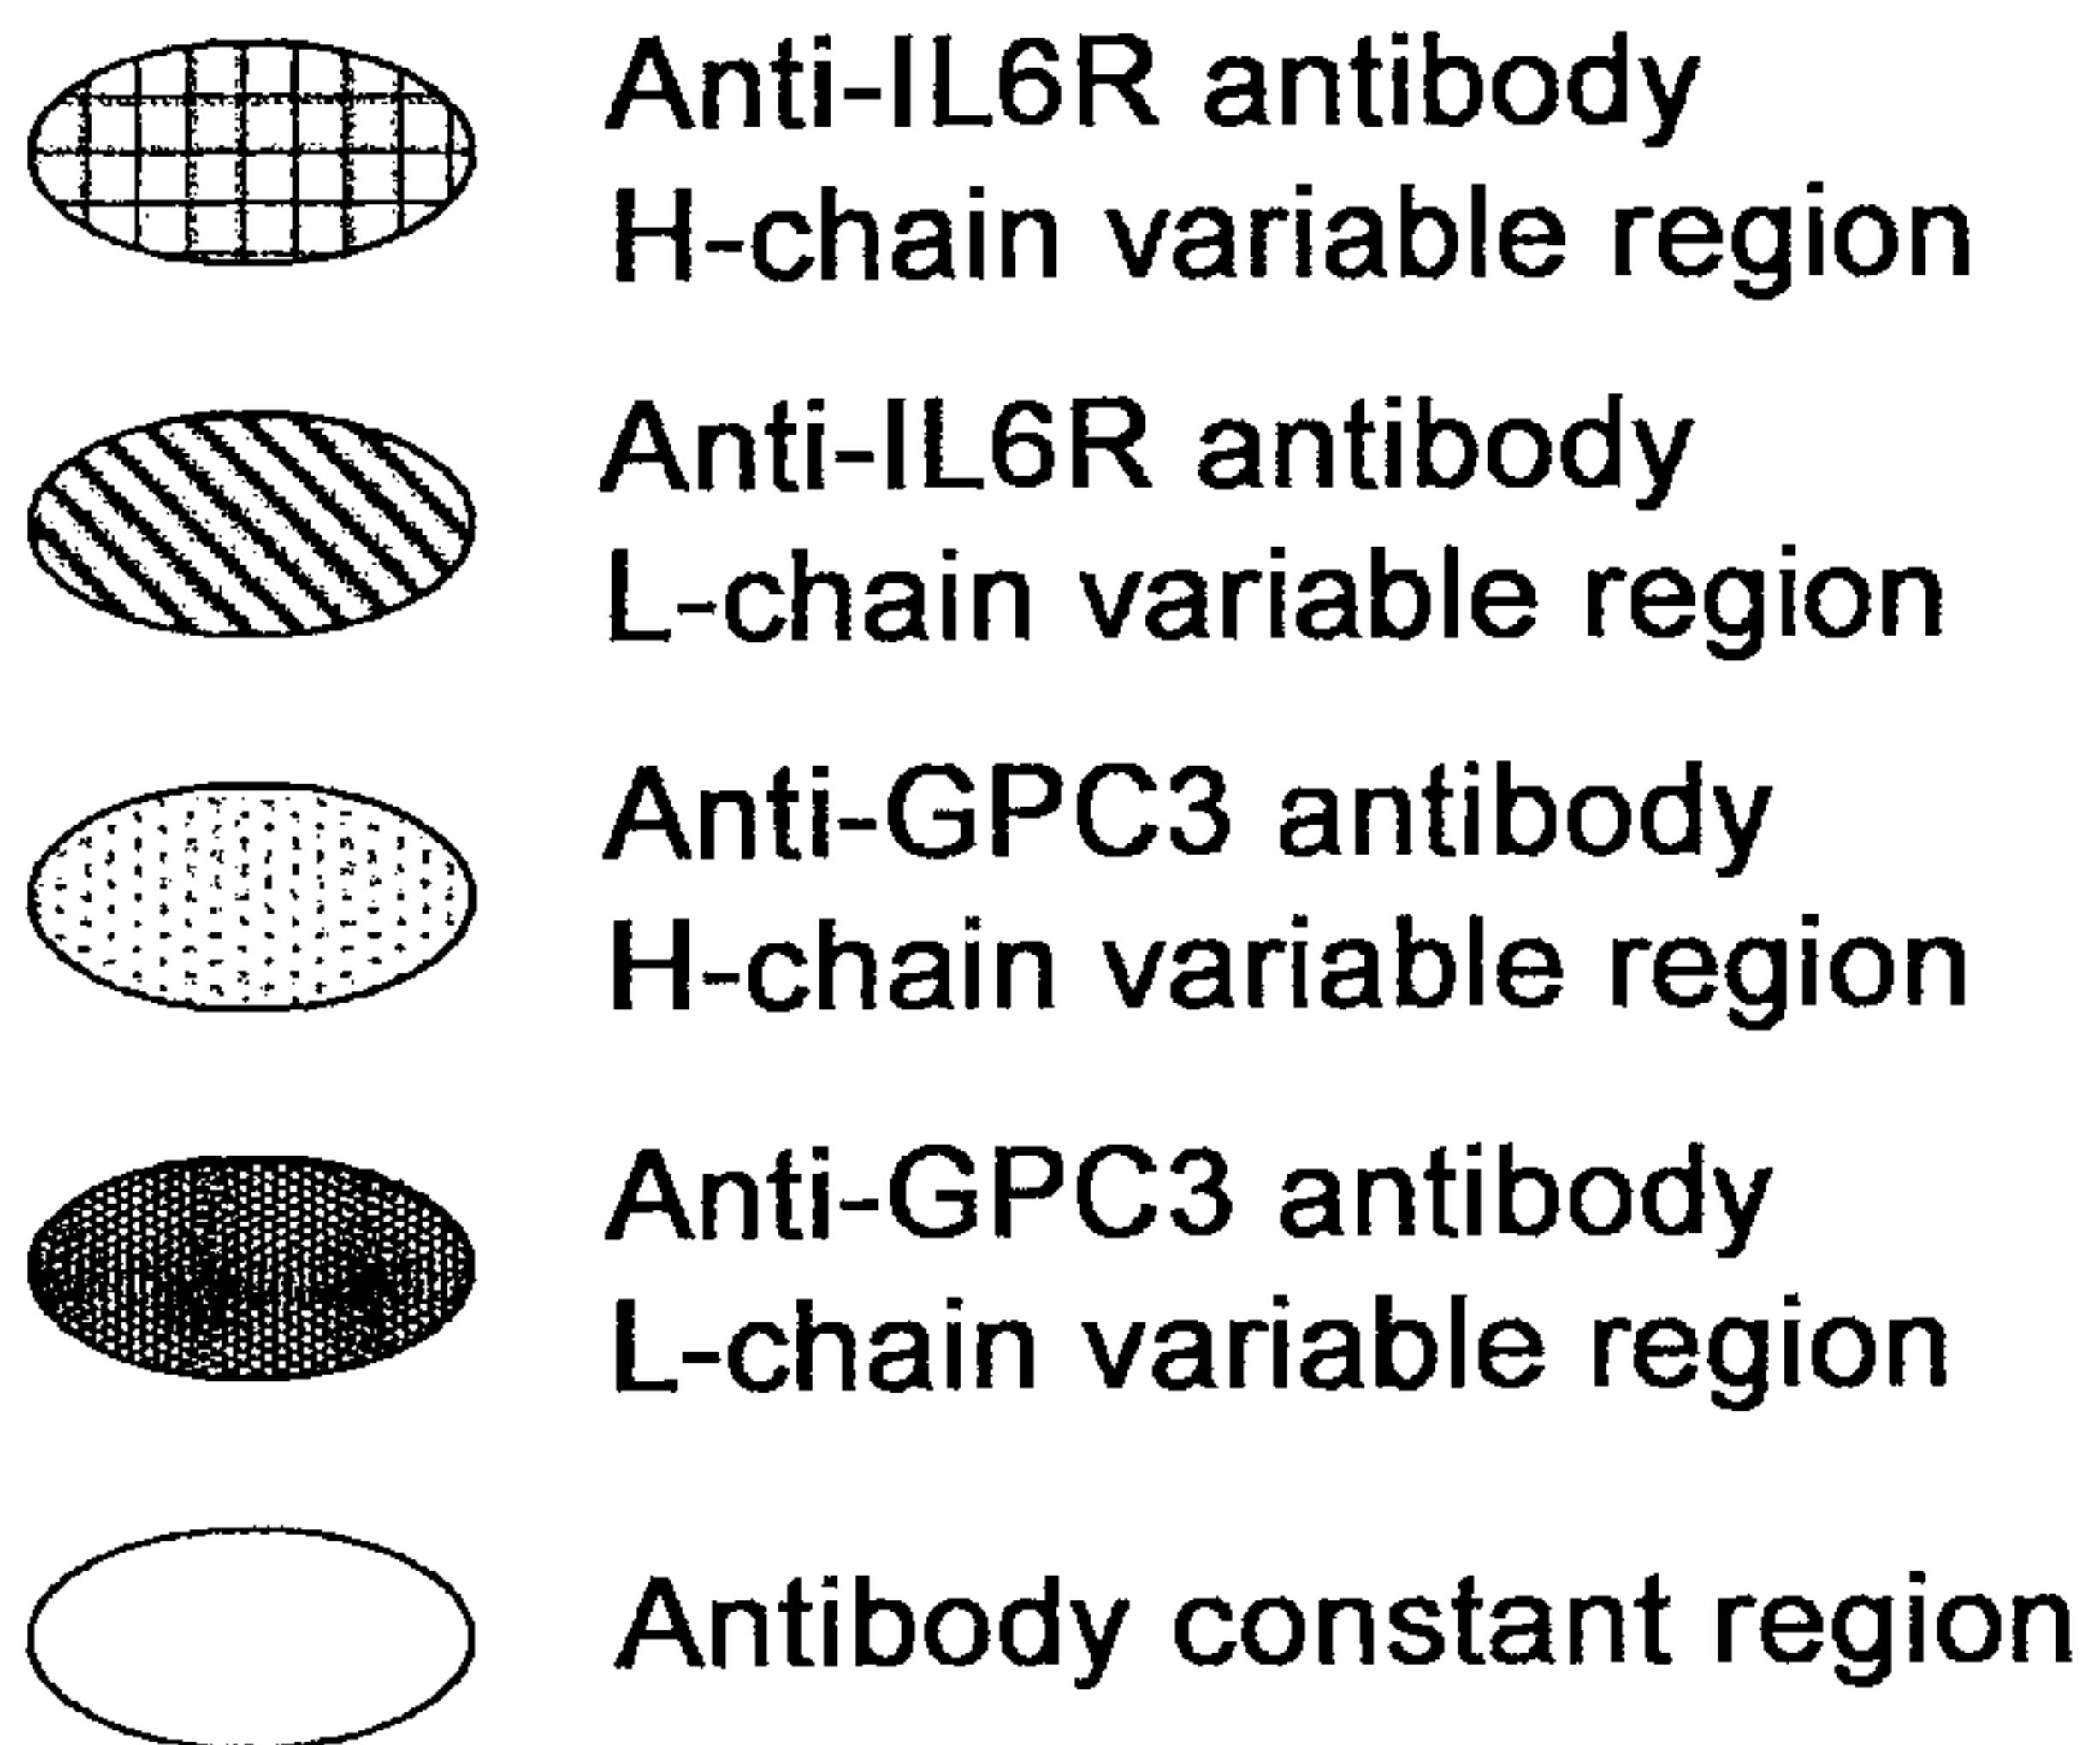 Anti-IL6R antibody
H-chain variable region
Anti-IL6R antibody
L-chain variable region
Anti-GPC3 antibody
H-chain variable region
Anti-GPC3 antibody
L-chain variable region
Antibody constant region